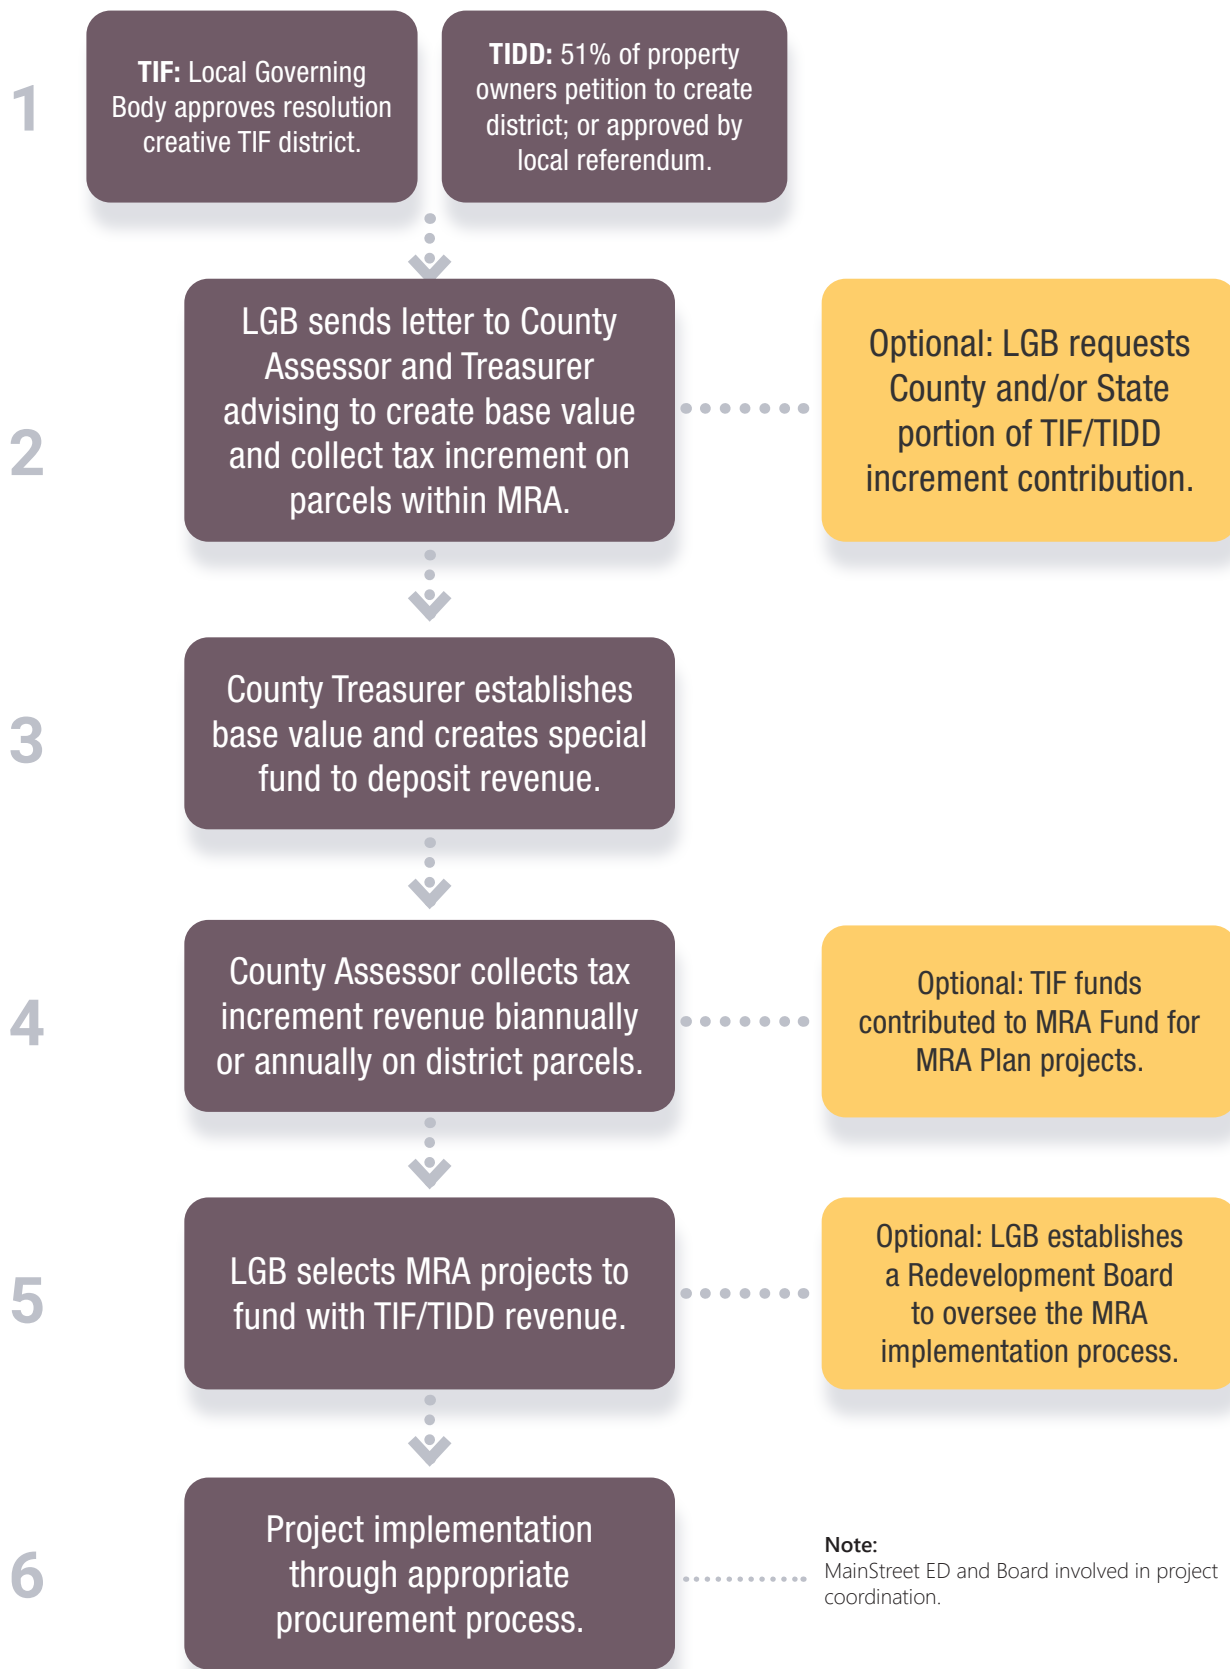 1
TIF: Local Governing
Body approves resolution
creative TIF district.
TIDD: 51% of property
owners petition to create
district; or approved by
local referendum.
2
LGB sends letter to County
Assessor and Treasurer
advising to create base value
and collect tax increment on
parcels within MRA.
Optional: LGB requests
County and/or State
portion of TIF/TIDD
increment contribution.
3
County Treasurer establishes
base value and creates special
fund to deposit revenue.
4
County Assessor collects tax
increment revenue biannually
or annually on district parcels.
Optional: TIF funds
contributed to MRA Fund for
MRA Plan projects.
5
LGB selects MRA projects to
fund with TIF/TIDD revenue.
Optional: LGB establishes
a Redevelopment Board
to oversee the MRA
implementation process.
6
Project implementation
through appropriate
procurement process.
Note:
MainStreet ED and Board involved in project
coordination.